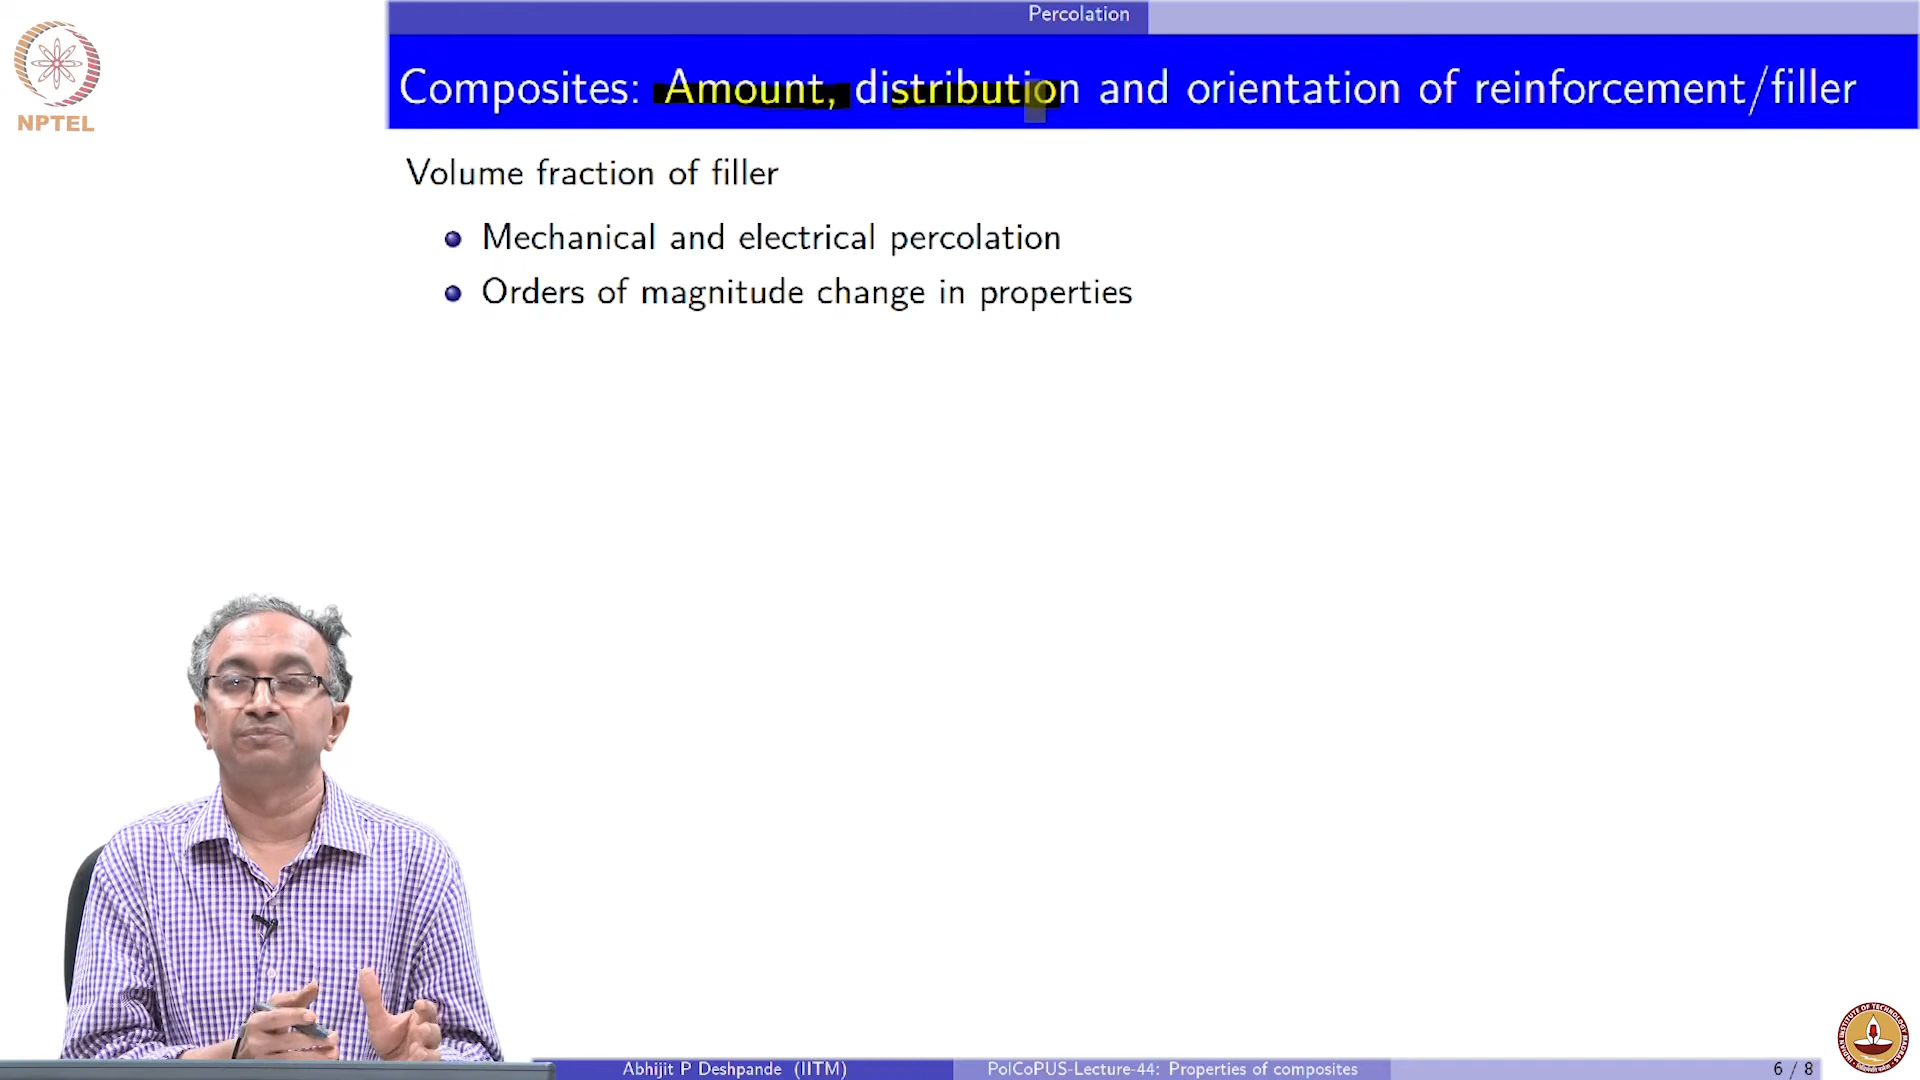 Percolation
NPTEL
Composites: Amount, distribution and orientation of reinforcement/filler
Volume fraction of filler
Mechanical and electrical percolation
Orders of magnitude change in properties
Abhijit P Deshpande (IITM)
PolCoPUS-Lecture-44: Properties of composites
6 / 8